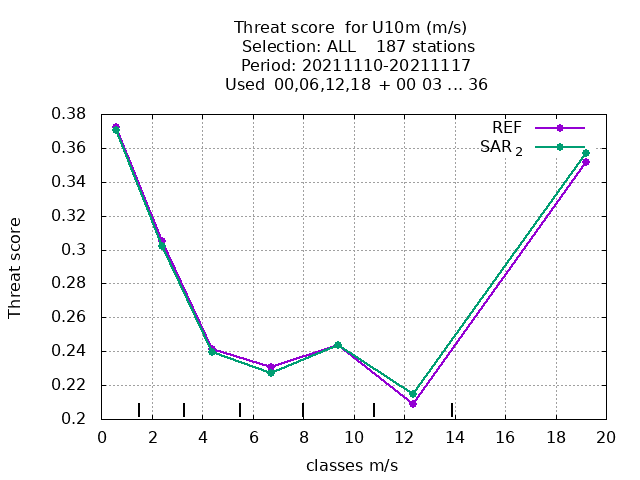 Threat score  for U10m (m/s)
Selection: ALL    187 stations
Period: 20211110-20211117
Used  00,06,12,18  + 00 03 ... 36
REF
SAR 2
Threat score
0.38
0.36
0.34
0.32
0.3
0.28
0.26
0.24
0.22
0.2
0 2 4 6 8 10 12 14 16 18 20
classes m/s